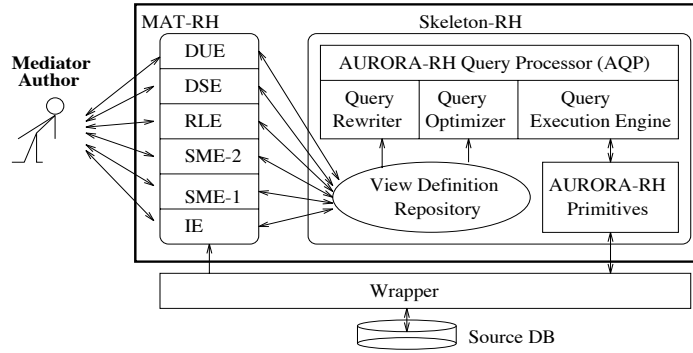 MAT-RH
Skeleton-RH
Mediator
Author
DUE
DSE
RLE
SME-2
SME-1
IE
AURORA-RH Query Processor (AQP)
Query
Rewriter
Query
Optimizer
Query
Execution Engine
View Definition
Repository
AURORA-RH
Primitives
Wrapper
Source DB